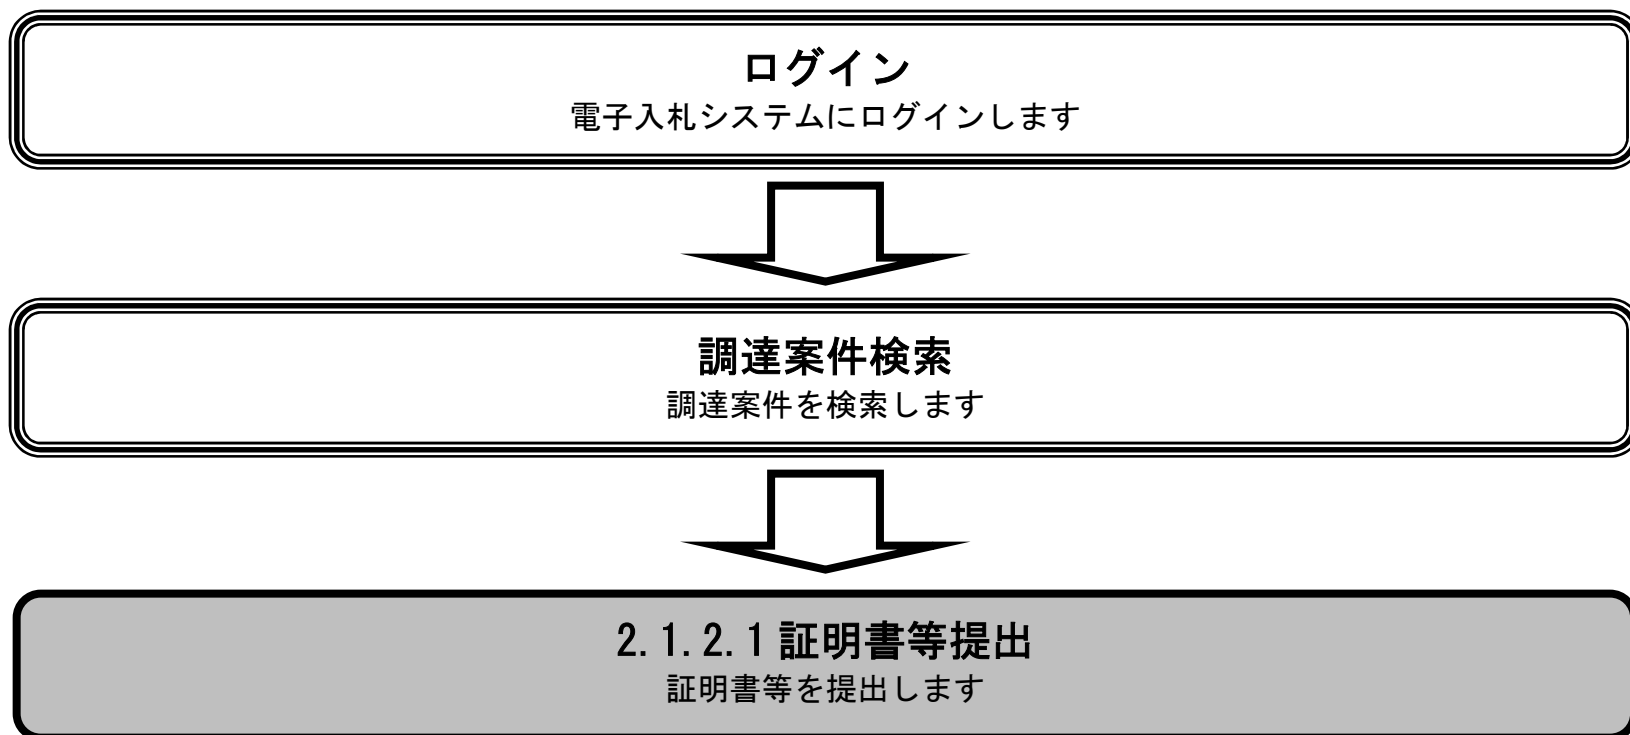 ログイン
電子入札システムにログインします
調達案件検索
調達案件を検索します
2.1.2.1 証明書等提出
証明書等を提出します